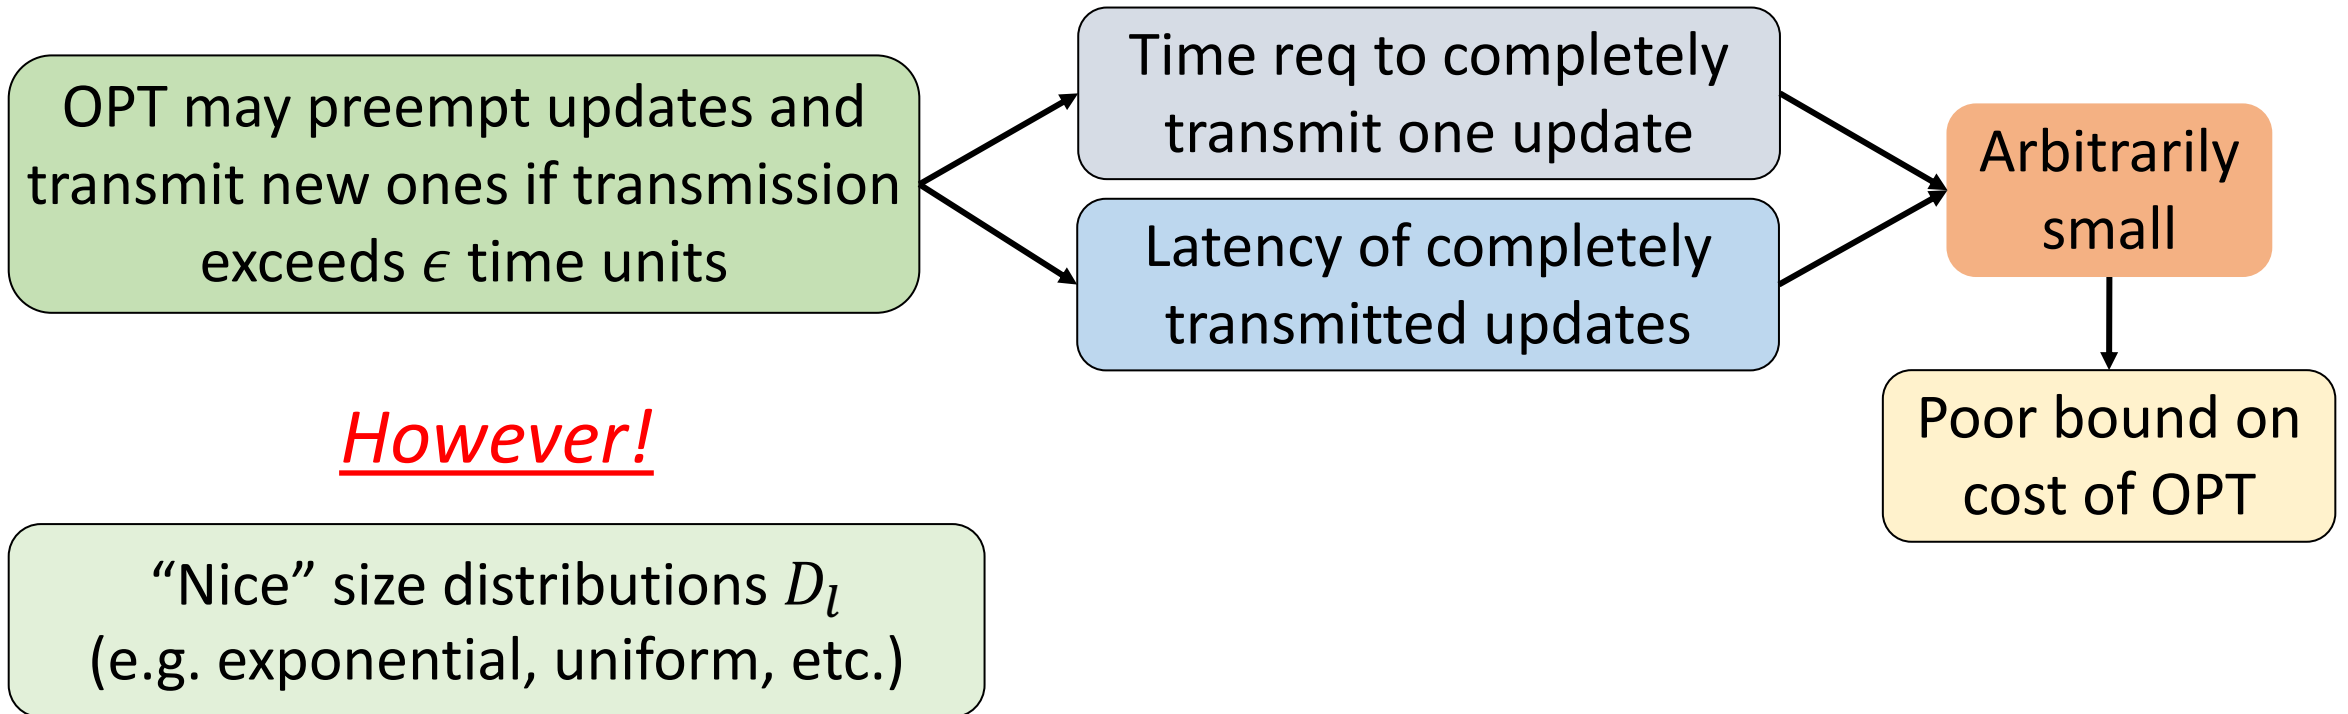 OPT may preempt updates and
transmit new ones if transmission
exceeds ϵ time units
Time req to completely
transmit one update
Latency of completely
transmitted updates
Arbitrarily
small
Poor bound on
cost of OPT
However!
“Nice” size distributions D_l
(e.g. exponential, uniform, etc.)